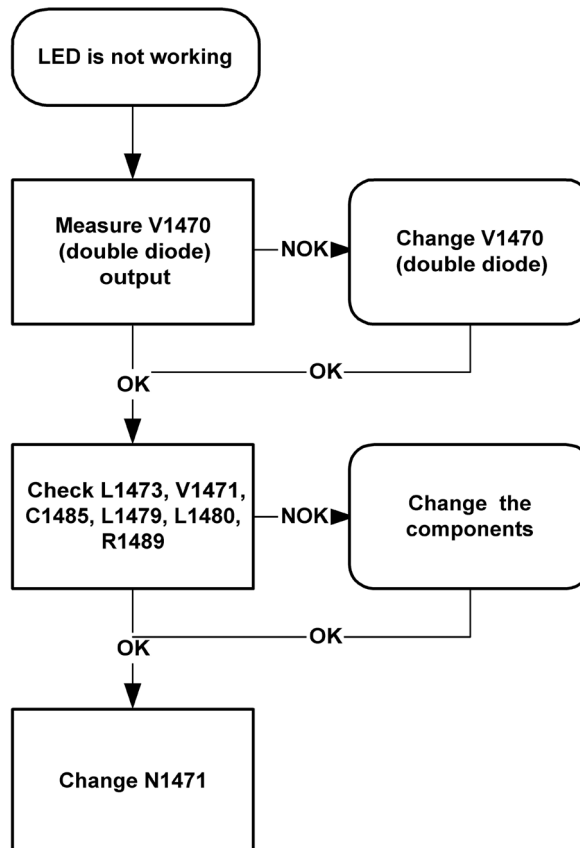 LED is not working
Measure V1470
(double diode)
output
NOK
Change V1470
(double diode)
OK
OK
Check L1473, V1471,
C1485, L1479, L1480,
R1489
NOK
Change the
components
OK
OK
Change N1471